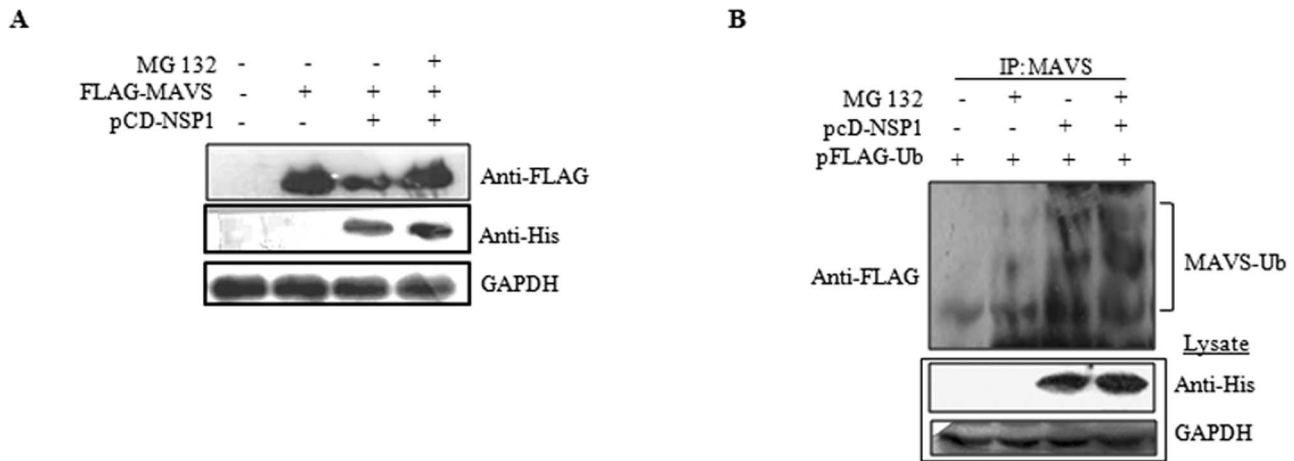 A
MG 132 - - - +
FLAG-MAVS - + + +
pCD-NSP1 - - + +
Anti-FLAG
Anti-His
GAPDH
B
IP: MAVS
MG 132 - + - +
pcD-NSP1 - - + +
pFLAG-Ub + + + +
Anti-FLAG
MAVS-Ub
Lysate
Anti-His
GAPDH